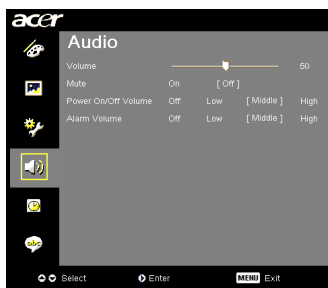 acer
Audio
Volume 50
Mute On [ Off ]
Power On/Off Volume Off Low [ Middle ] High
Alarm Volume Off Low [ Middle ] High
abc
Select Enter MENU Exit